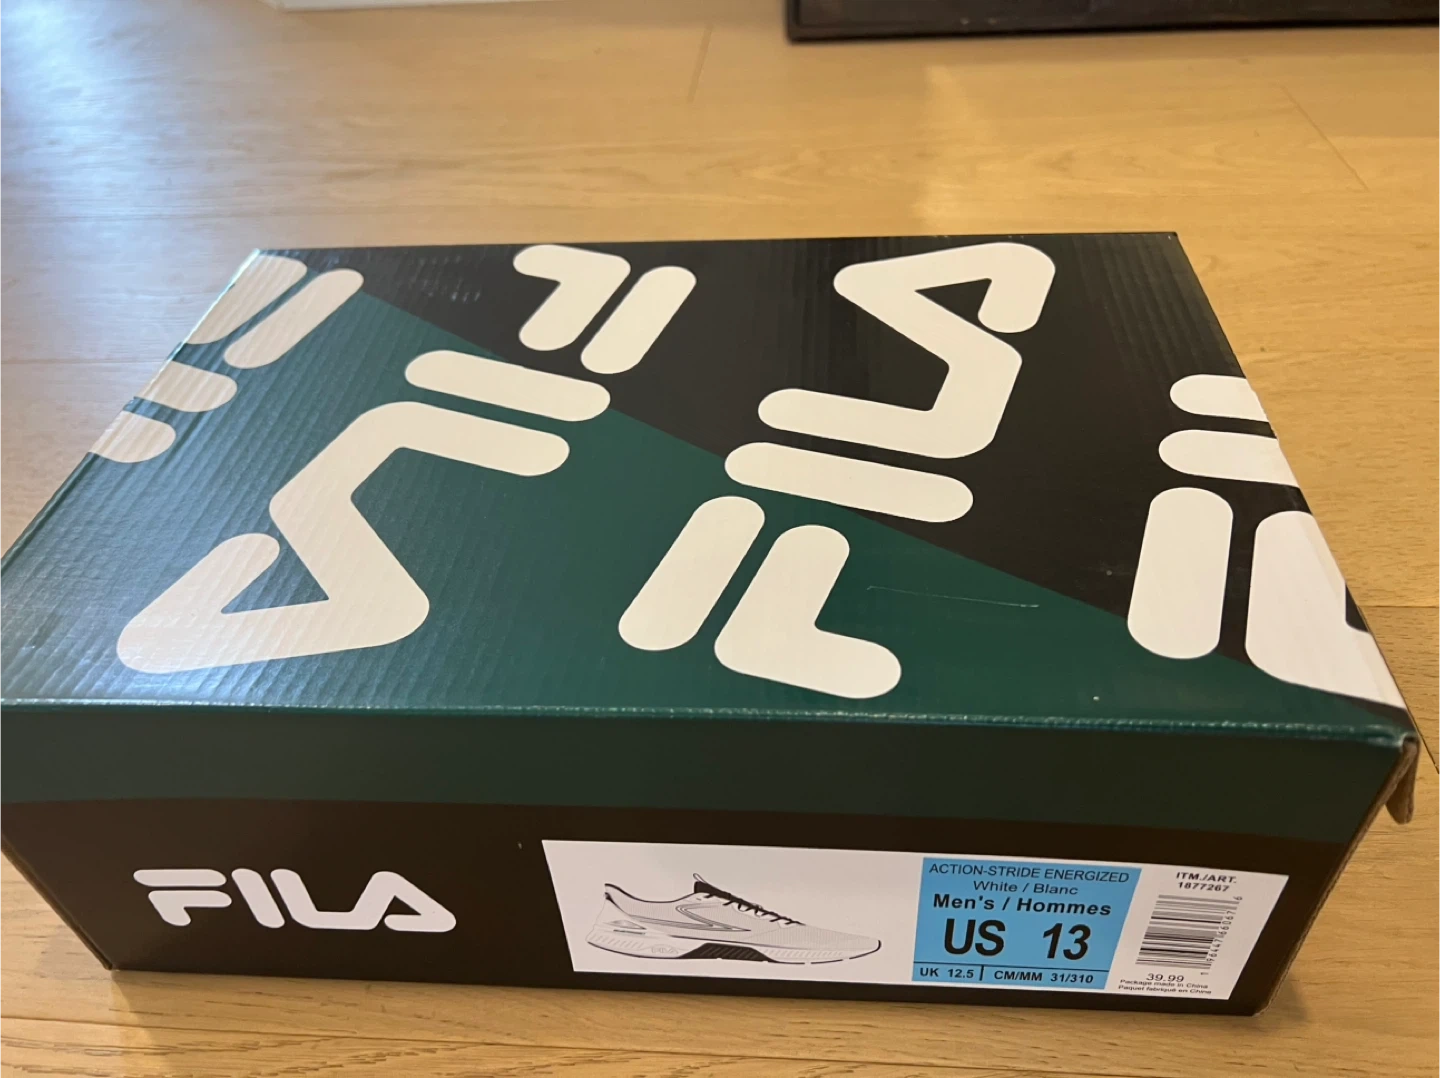 FILA
FILA
FILA
FILA
ACTION-STRIDE ENERGIZED
White / Blanc
Men's / Hommes
US 13
UK 12.5 CM/MM 31/310
ITM./ART.
1877267
39.99
Package made in China
Paquet fabriqué en Chine